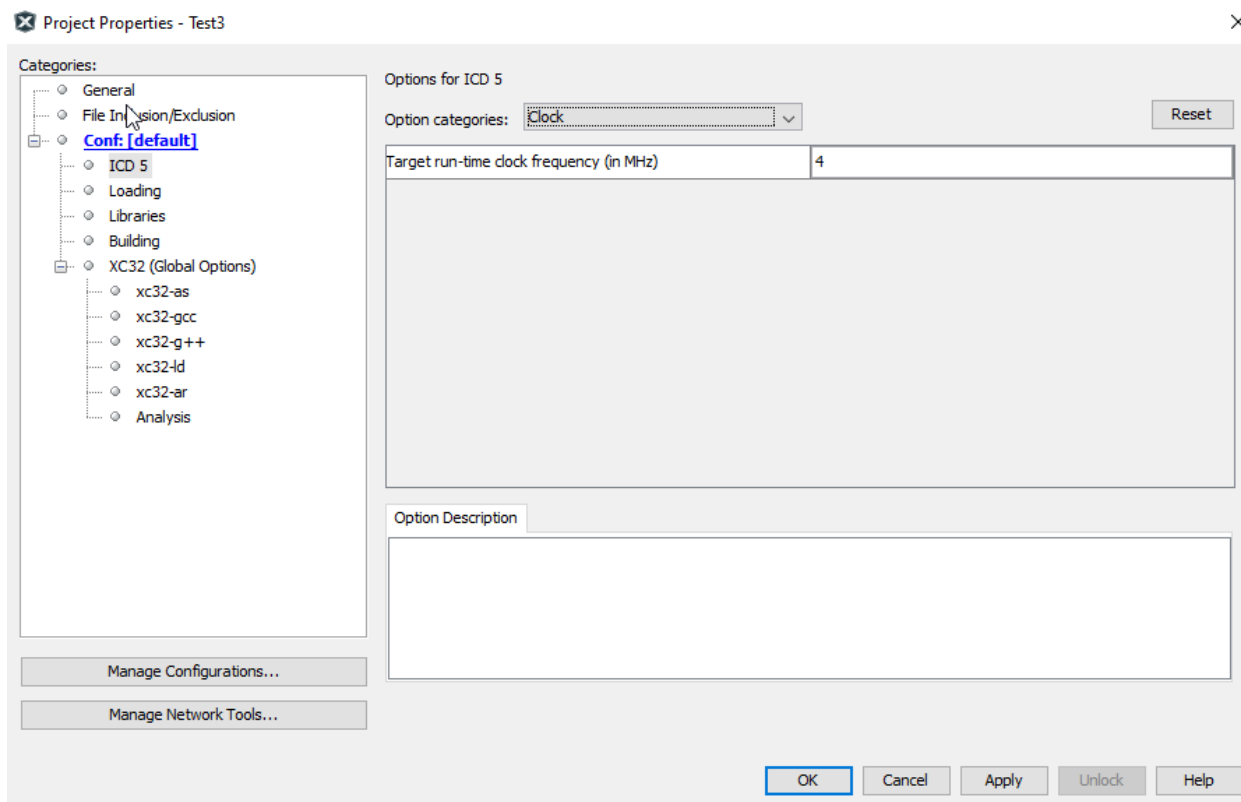 Project Properties - Test3
Categories:
General
File Inclusion/Exclusion
Conf: [default]
ICD 5
Loading
Libraries
Building
XC32 (Global Options)
xc32-as
xc32-gcc
xc32-g++
xc32-ld
xc32-ar
Analysis
Manage Configurations...
Manage Network Tools...
Options for ICD 5
Option categories: Clock
Reset
Target run-time clock frequency (in MHz) 4
Option Description
OK Cancel Apply Unlock Help